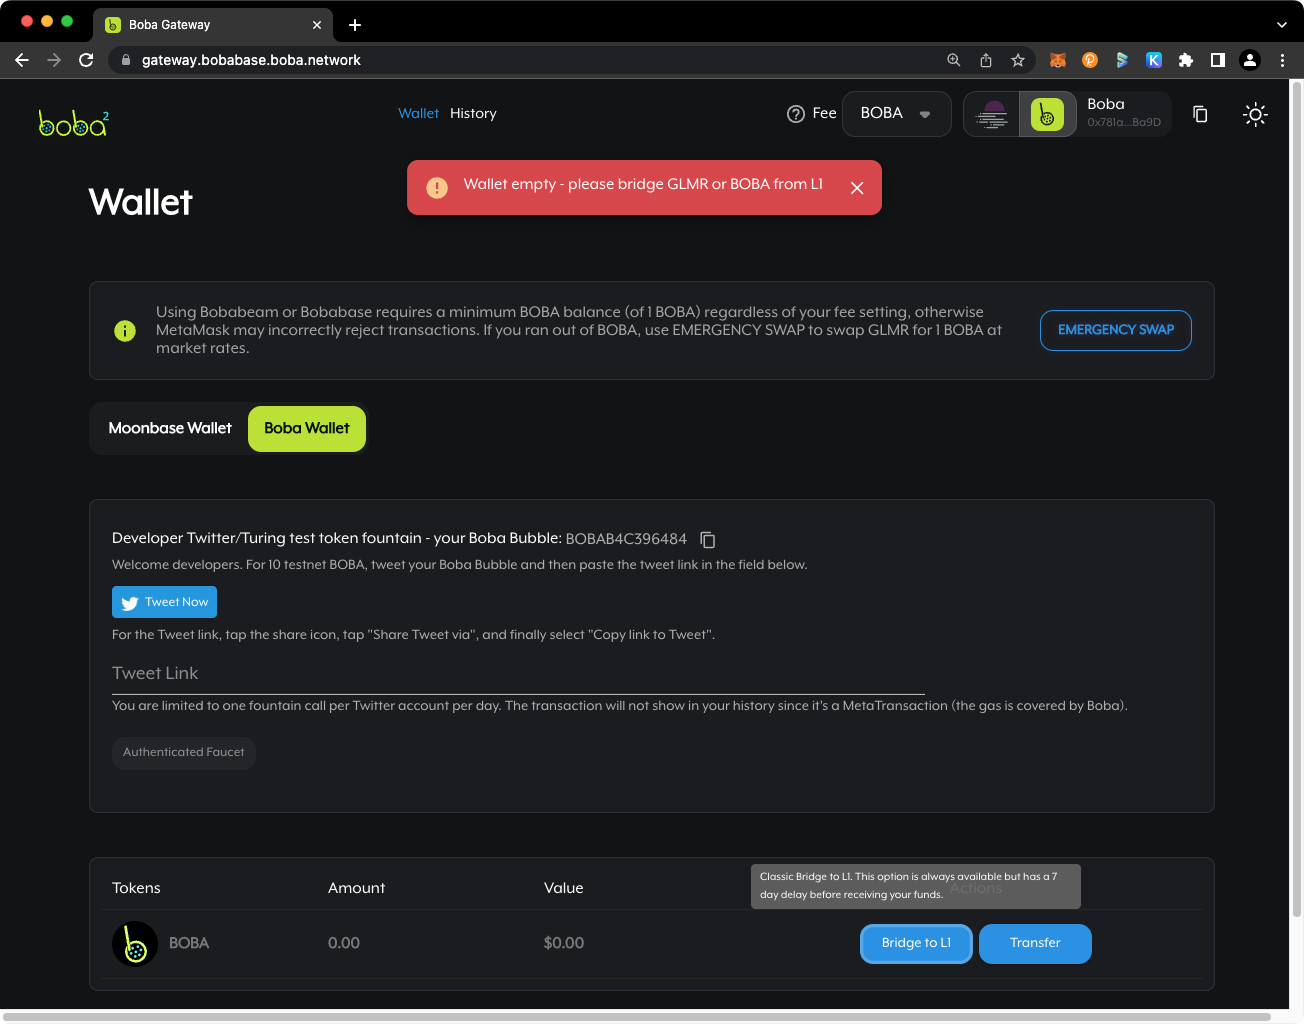 Boba Gateway
gateway.bobabase.boba.network
boba2
Wallet History
Fee BOBA
Boba
0x781a...Ba9D
Wallet empty - please bridge GLMR or BOBA from L1
Wallet
Using Bobabeam or Bobabase requires a minimum BOBA balance (of 1 BOBA) regardless of your fee setting, otherwise
MetaMask may incorrectly reject transactions. If you ran out of BOBA, use EMERGENCY SWAP to swap GLMR for 1 BOBA at
market rates.
EMERGENCY SWAP
Moonbase Wallet Boba Wallet
Developer Twitter/Turing test token fountain - your Boba Bubble: BOBAB4C396484
Welcome developers. For 10 testnet BOBA, tweet your Boba Bubble and then paste the tweet link in the field below.
Tweet Now
For the Tweet link, tap the share icon, tap "Share Tweet via", and finally select "Copy link to Tweet".
Tweet Link
You are limited to one fountain call per Twitter account per day. The transaction will not show in your history since it's a MetaTransaction (the gas is covered by Boba).
Authenticated Faucet
Classic Bridge to L1. This option is always available but has a 7
day delay before receiving your funds.
Tokens Amount Value Actions
BOBA 0.00 $0.00 Bridge to L1 Transfer